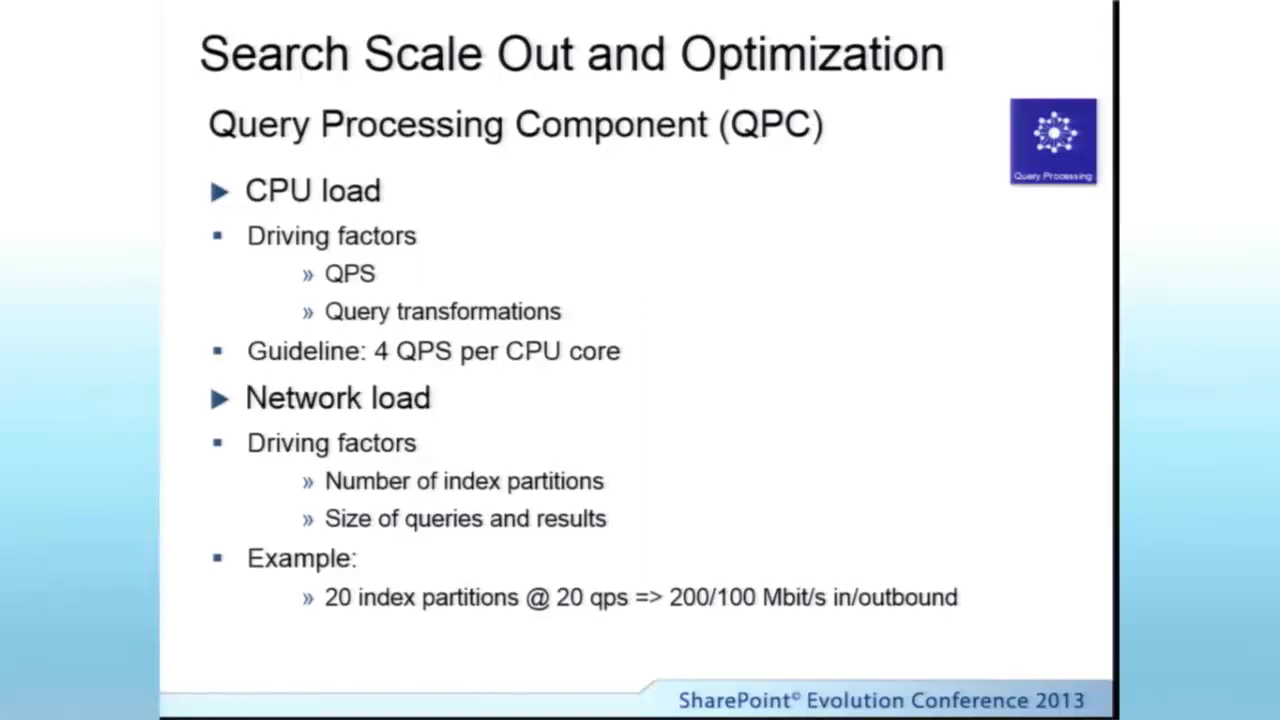 Search Scale Out and Optimization
Query Processing Component (QPC)
Query Processing
CPU load
Driving factors
» QPS
» Query transformations
Guideline: 4 QPS per CPU core
Network load
Driving factors
» Number of index partitions
» Size of queries and results
Example:
» 20 index partitions @ 20 qps => 200/100 Mbit/s in/outbound
SharePoint© Evolution Conference 2013